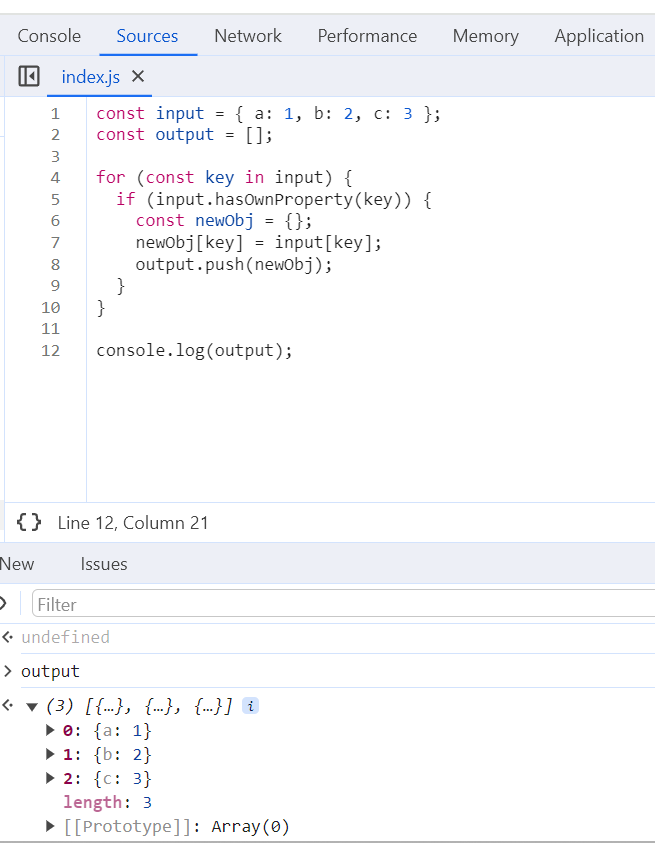 Console Sources Network Performance Memory Application
index.js ×
1 const input = { a: 1, b: 2, c: 3 };
2 const output = [];
3
4 for (const key in input) {
5 if (input.hasOwnProperty(key)) {
6 const newObj = {};
7 newObj[key] = input[key];
8 output.push(newObj);
9 }
10 }
11
12 console.log(output);
{} Line 12, Column 21
New Issues
Filter
undefined
> output
(3) [{…}, {…}, {…}] i
0: {a: 1}
1: {b: 2}
2: {c: 3}
length: 3
[[Prototype]]: Array(0)